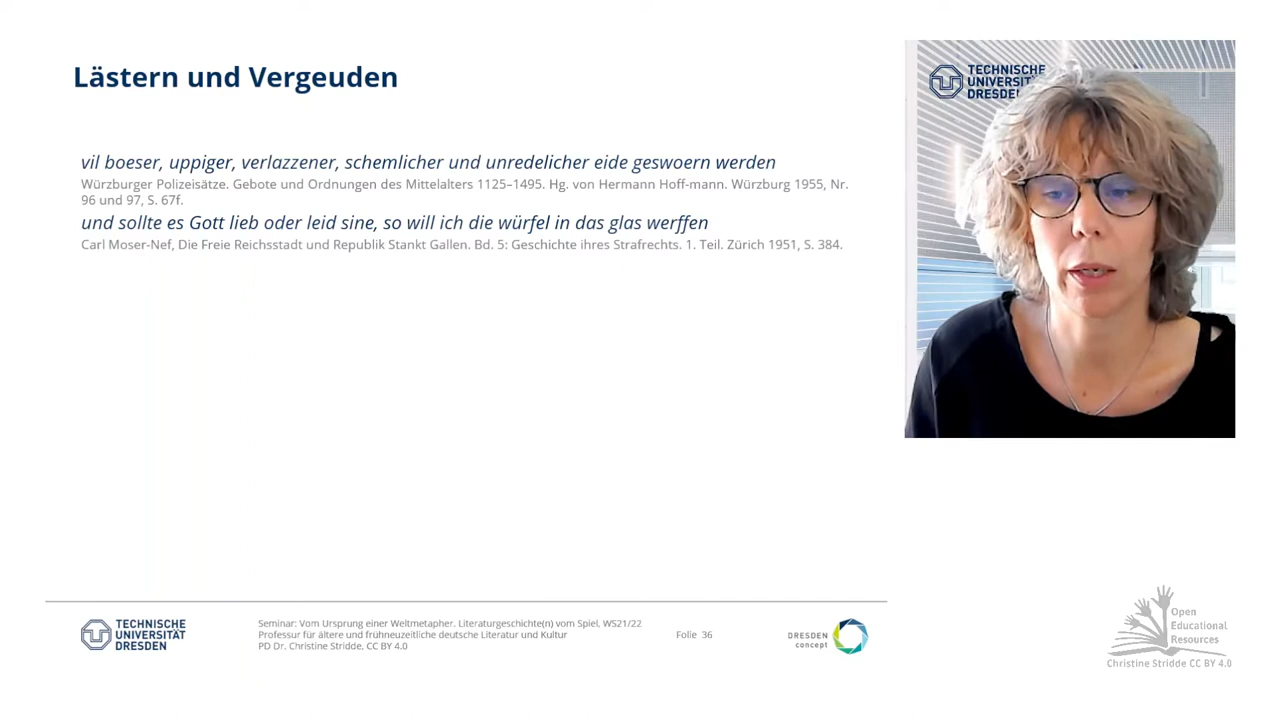 Lästern und Vergeuden
vil boeser, uppiger, verlazzener, schemlicher und unredelicher eide geswoern werden
Würzburger Polizeisätze. Gebote und Ordnungen des Mittelalters 1125–1495. Hg. von Hermann Hoff-mann. Würzburg 1955, Nr.
96 und 97, S. 67f.
und sollte es Gott lieb oder leid sine, so will ich die würfel in das glas werffen
Carl Moser-Nef, Die Freie Reichsstadt und Republik Stankt Gallen. Bd. 5: Geschichte ihres Strafrechts. 1. Teil. Zürich 1951, S. 384.
TECHNISCHE
UNIVERSITÄT
DRESDEN
Seminar: Vom Ursprung einer Weltmetapher. Literaturgeschichte(n) vom Spiel, WS21/22
Professur für ältere und frühneuzeitliche deutsche Literatur und Kultur
PD Dr. Christine Stridde, CC BY 4.0
Folie 36
DRESDEN
concept
TECHNISCHE
UNIVERSIT
DRESDE
Open
Educational
Resources
Christine Stridde CC BY 4.0